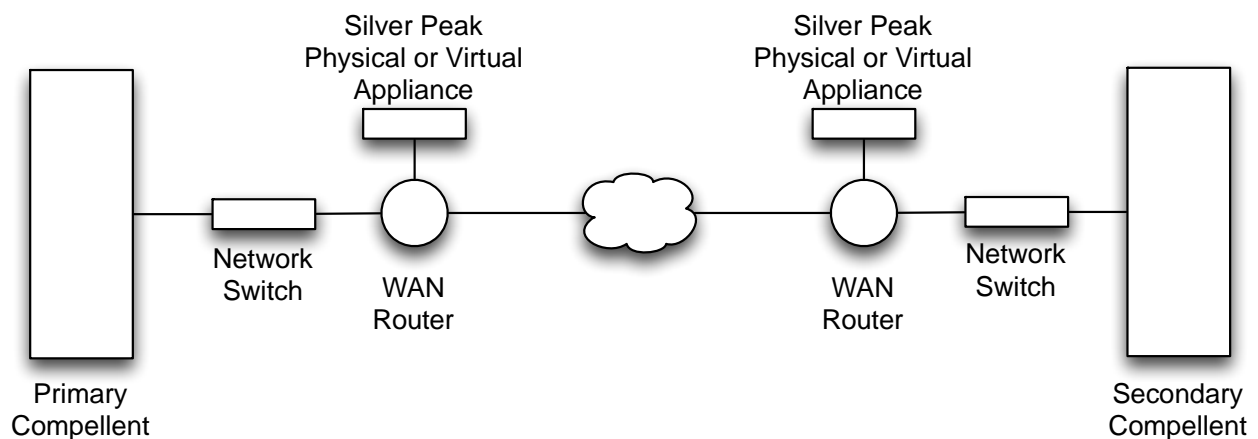 Silver Peak
Physical or Virtual
Appliance
Silver Peak
Physical or Virtual
Appliance
Network
Switch
WAN
Router
WAN
Router
Network
Switch
Primary
Compellent
Secondary
Compellent